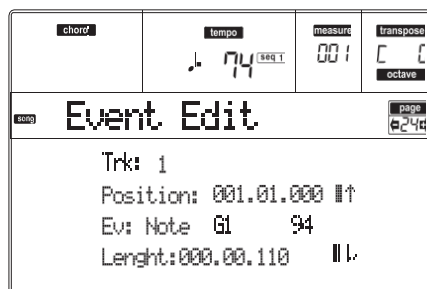 chord tempo measure transpose
74 seq 1 001 C
octave
song Event Edit page
24
Trk: 1
Position: 001.01.000
Ev: Note G1 94
Lenght:000.00.110